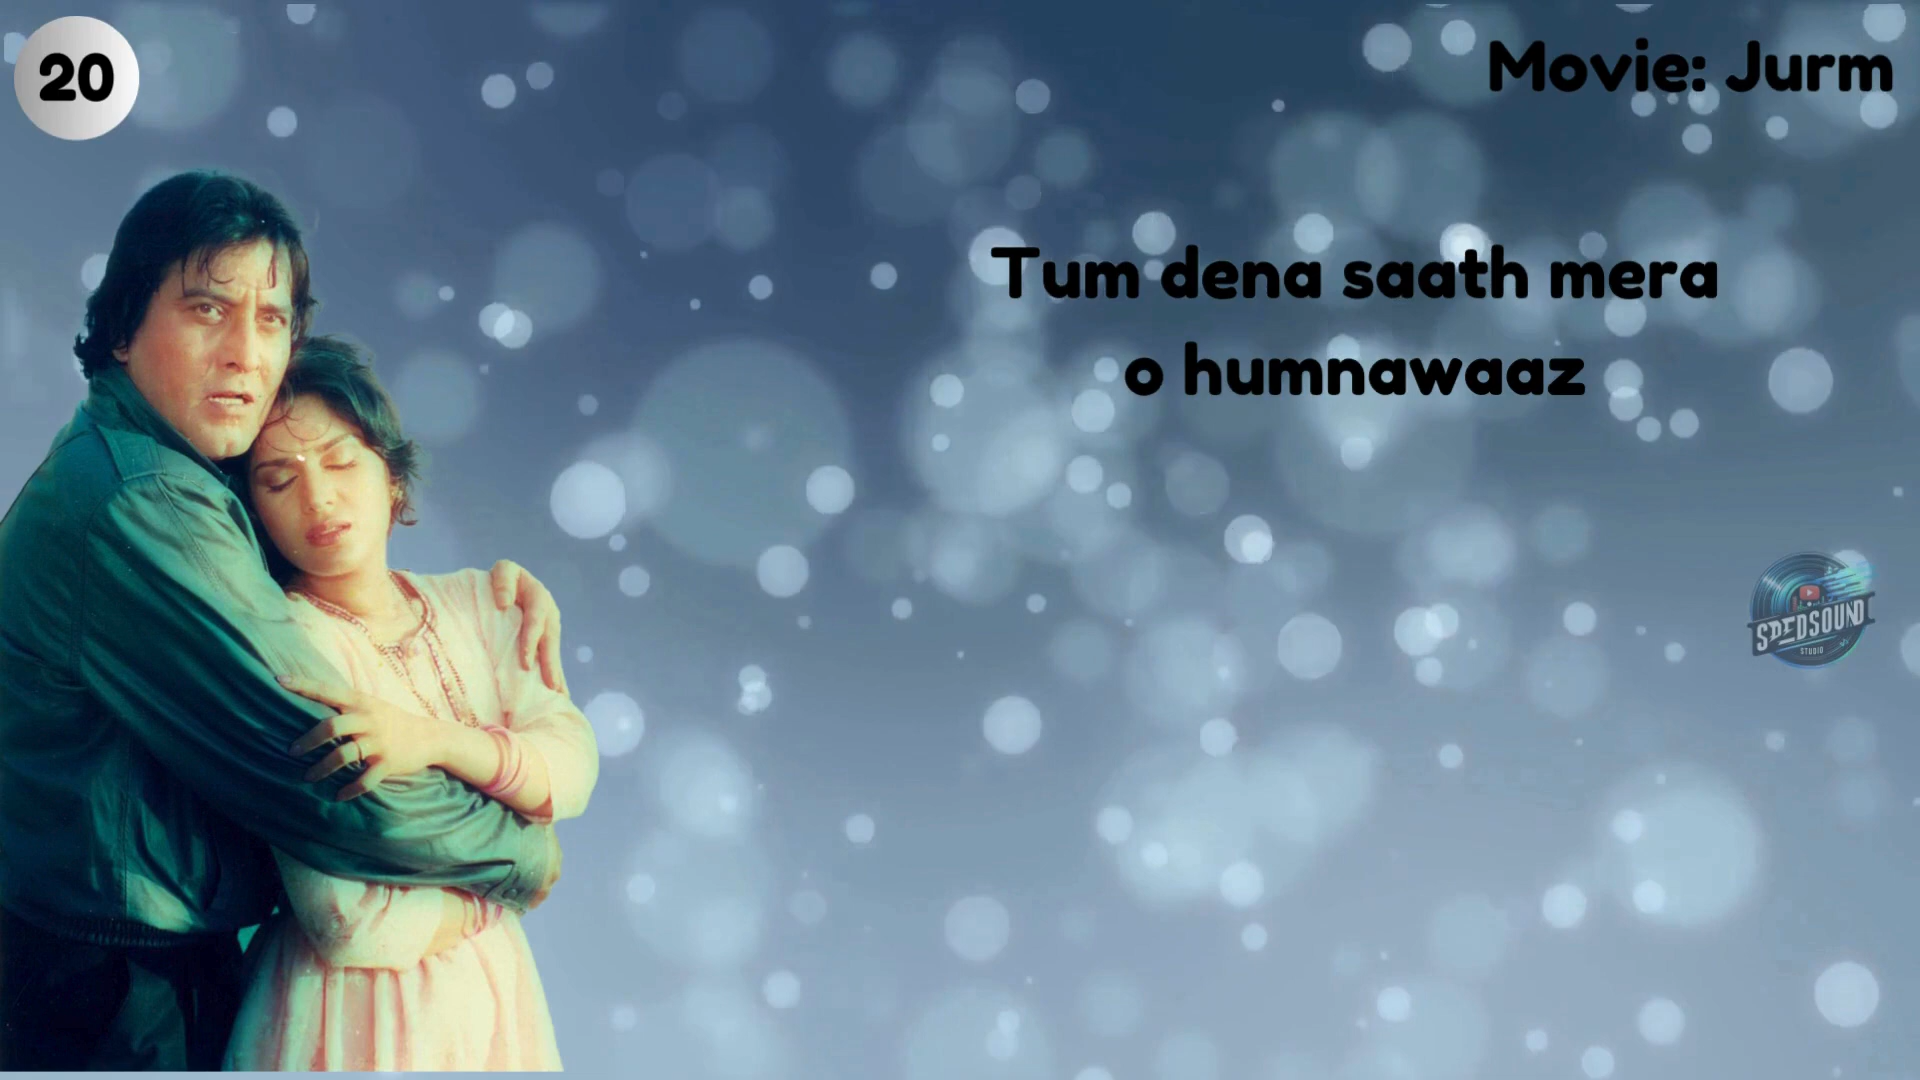 20
Movie: Jurm
Tum dena saath mera
o humnawaaz
SPEDSOUND
STUDIO